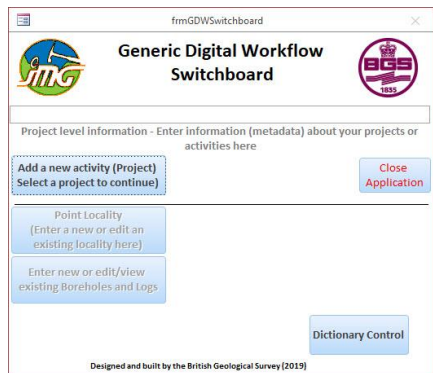 frmGDWSwitchboard
Generic Digital Workflow
Switchboard
BGS
1835
Project level information - Enter information (metadata) about your projects or
activities here
Add a new activity (Project)
Select a project to continue)
Close
Application
Point Locality
(Enter a new or edit an
existing locality here)
Enter new or edit/view
existing Boreholes and Logs
Dictionary Control
Designed and built by the British Geological Survey (2019)